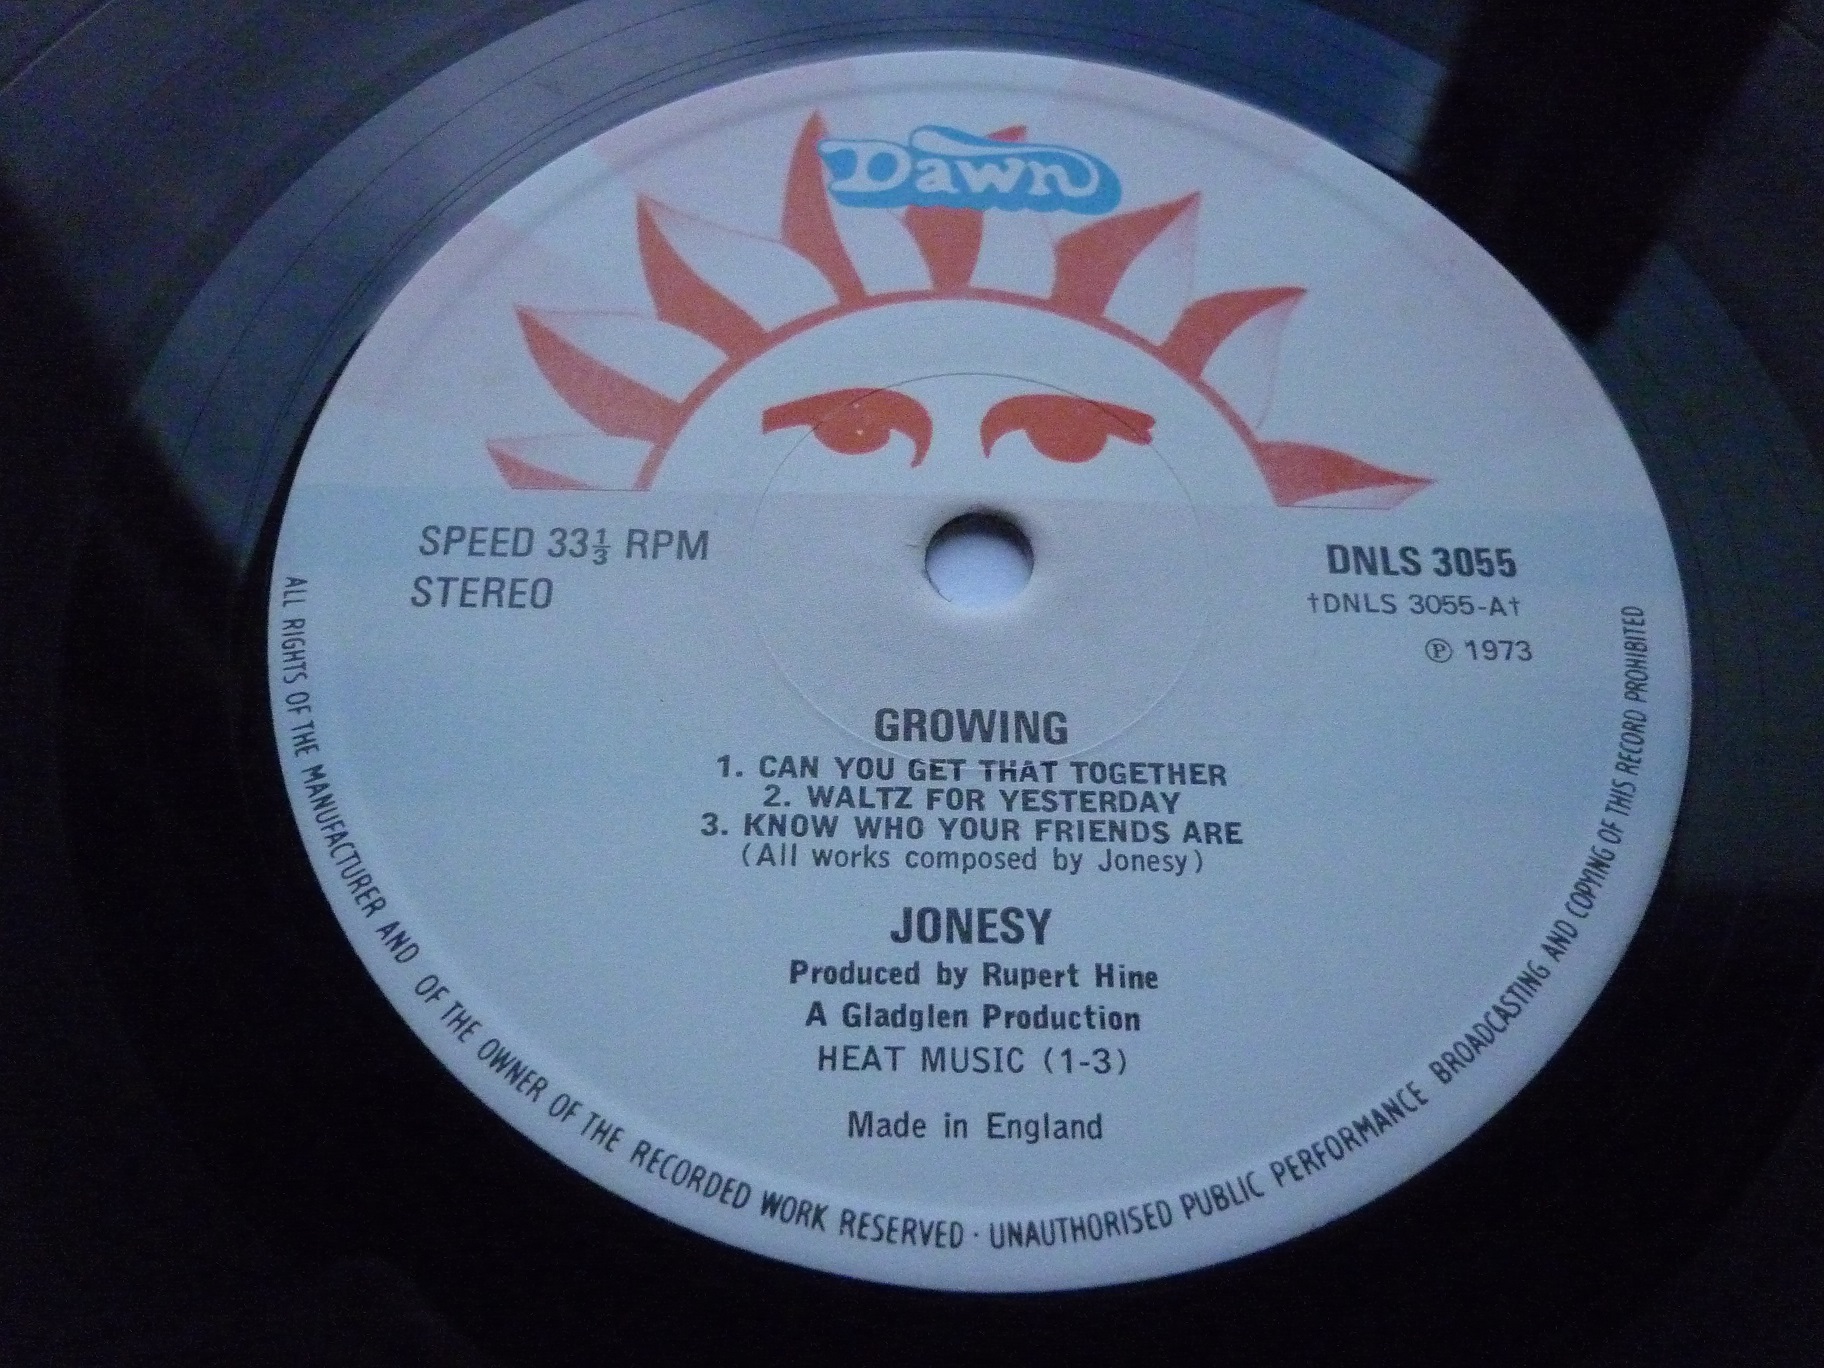 Dawn
SPEED 33⅓ RPM
STEREO
DNLS 3055
†DNLS 3055-A†
Ⓟ 1973
GROWING
1. CAN YOU GET THAT TOGETHER
2. WALTZ FOR YESTERDAY
3. KNOW WHO YOUR FRIENDS ARE
(All works composed by Jonesy)
JONESY
Produced by Rupert Hine
A Gladglen Production
HEAT MUSIC (1-3)
Made in England
ALL RIGHTS OF THE MANUFACTURER AND OF THE OWNER OF THE RECORDED WORK RESERVED · UNAUTHORISED PUBLIC PERFORMANCE BROADCASTING AND COPYING OF THIS RECORD PROHIBITED